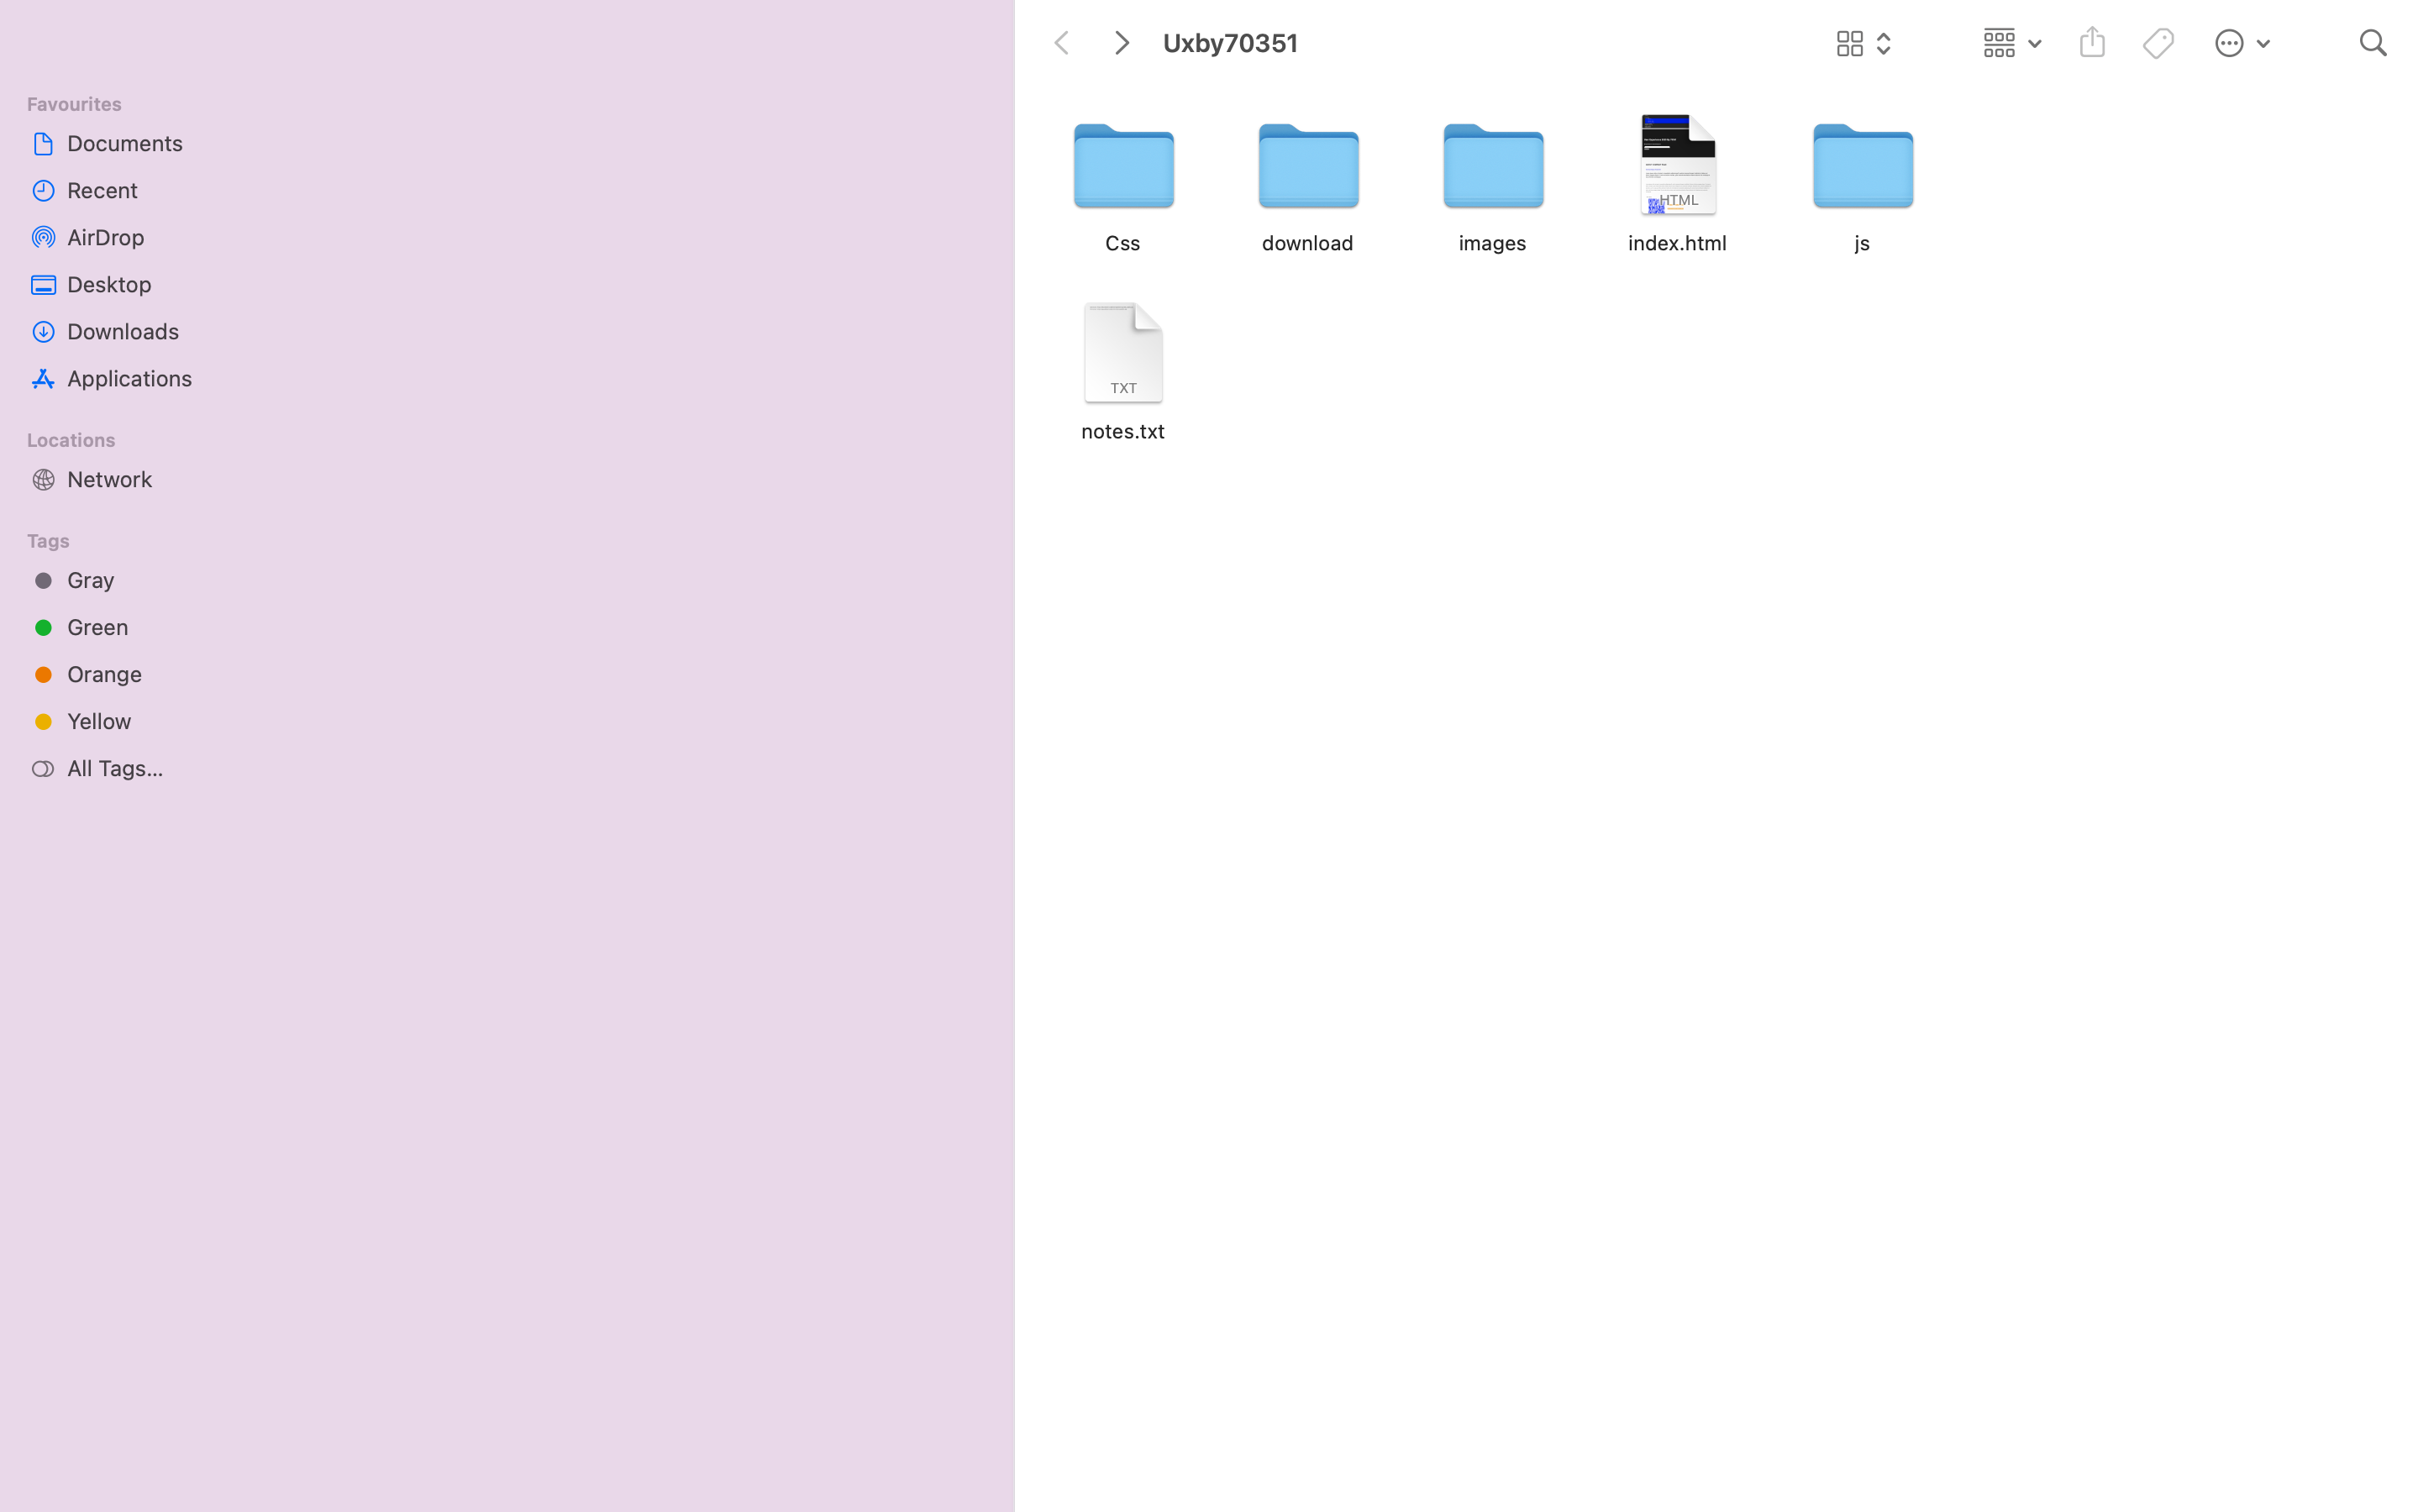 Uxby70351
Favourites
Documents
Recent
AirDrop
Desktop
Downloads
Applications
Locations
Network
Tags
Gray
Green
Orange
Yellow
All Tags...
Css
download
images
HTML
index.html
js
TXT
notes.txt